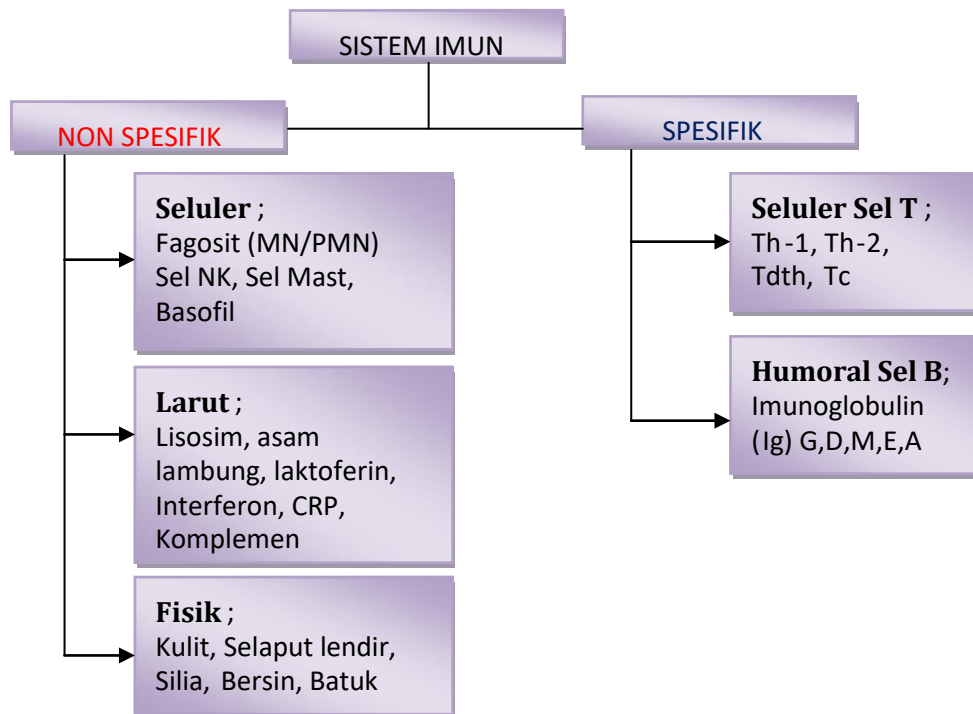 SISTEM IMUN
NON SPESIFIK
SPESIFIK
Seluler ;
Fagosit (MN/PMN)
Sel NK, Sel Mast,
Basofil
Larut ;
Lisosim, asam
lambung, laktoferin,
Interferon, CRP,
Komplemen
Fisik ;
Kulit, Selaput lendir,
Silia, Bersin, Batuk
Seluler Sel T ;
Th-1, Th-2,
Tdth, Tc
Humoral Sel B;
Imunoglobulin
(Ig) G,D,M,E,A